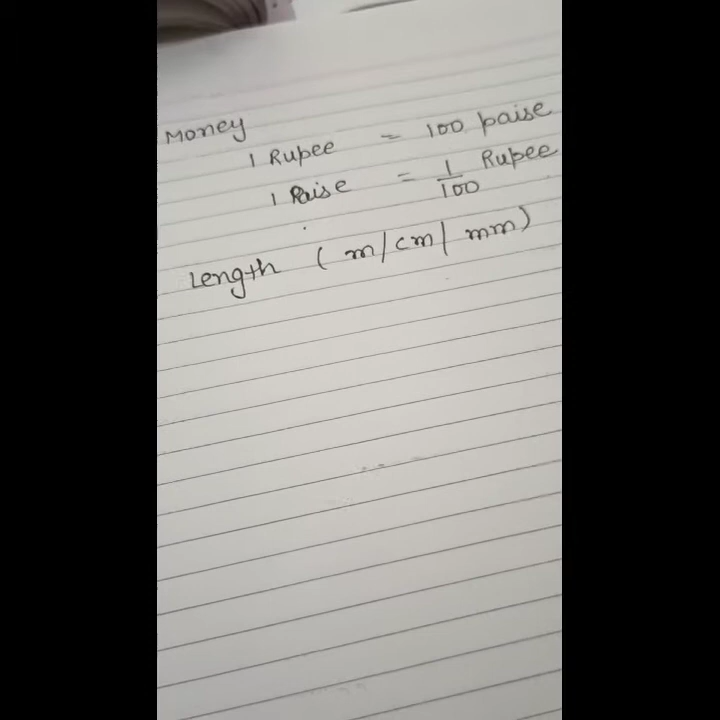 Money
1 Rupee = 100 paise
1 Paise = 1/100 Rupee
Length (m/cm/mm)